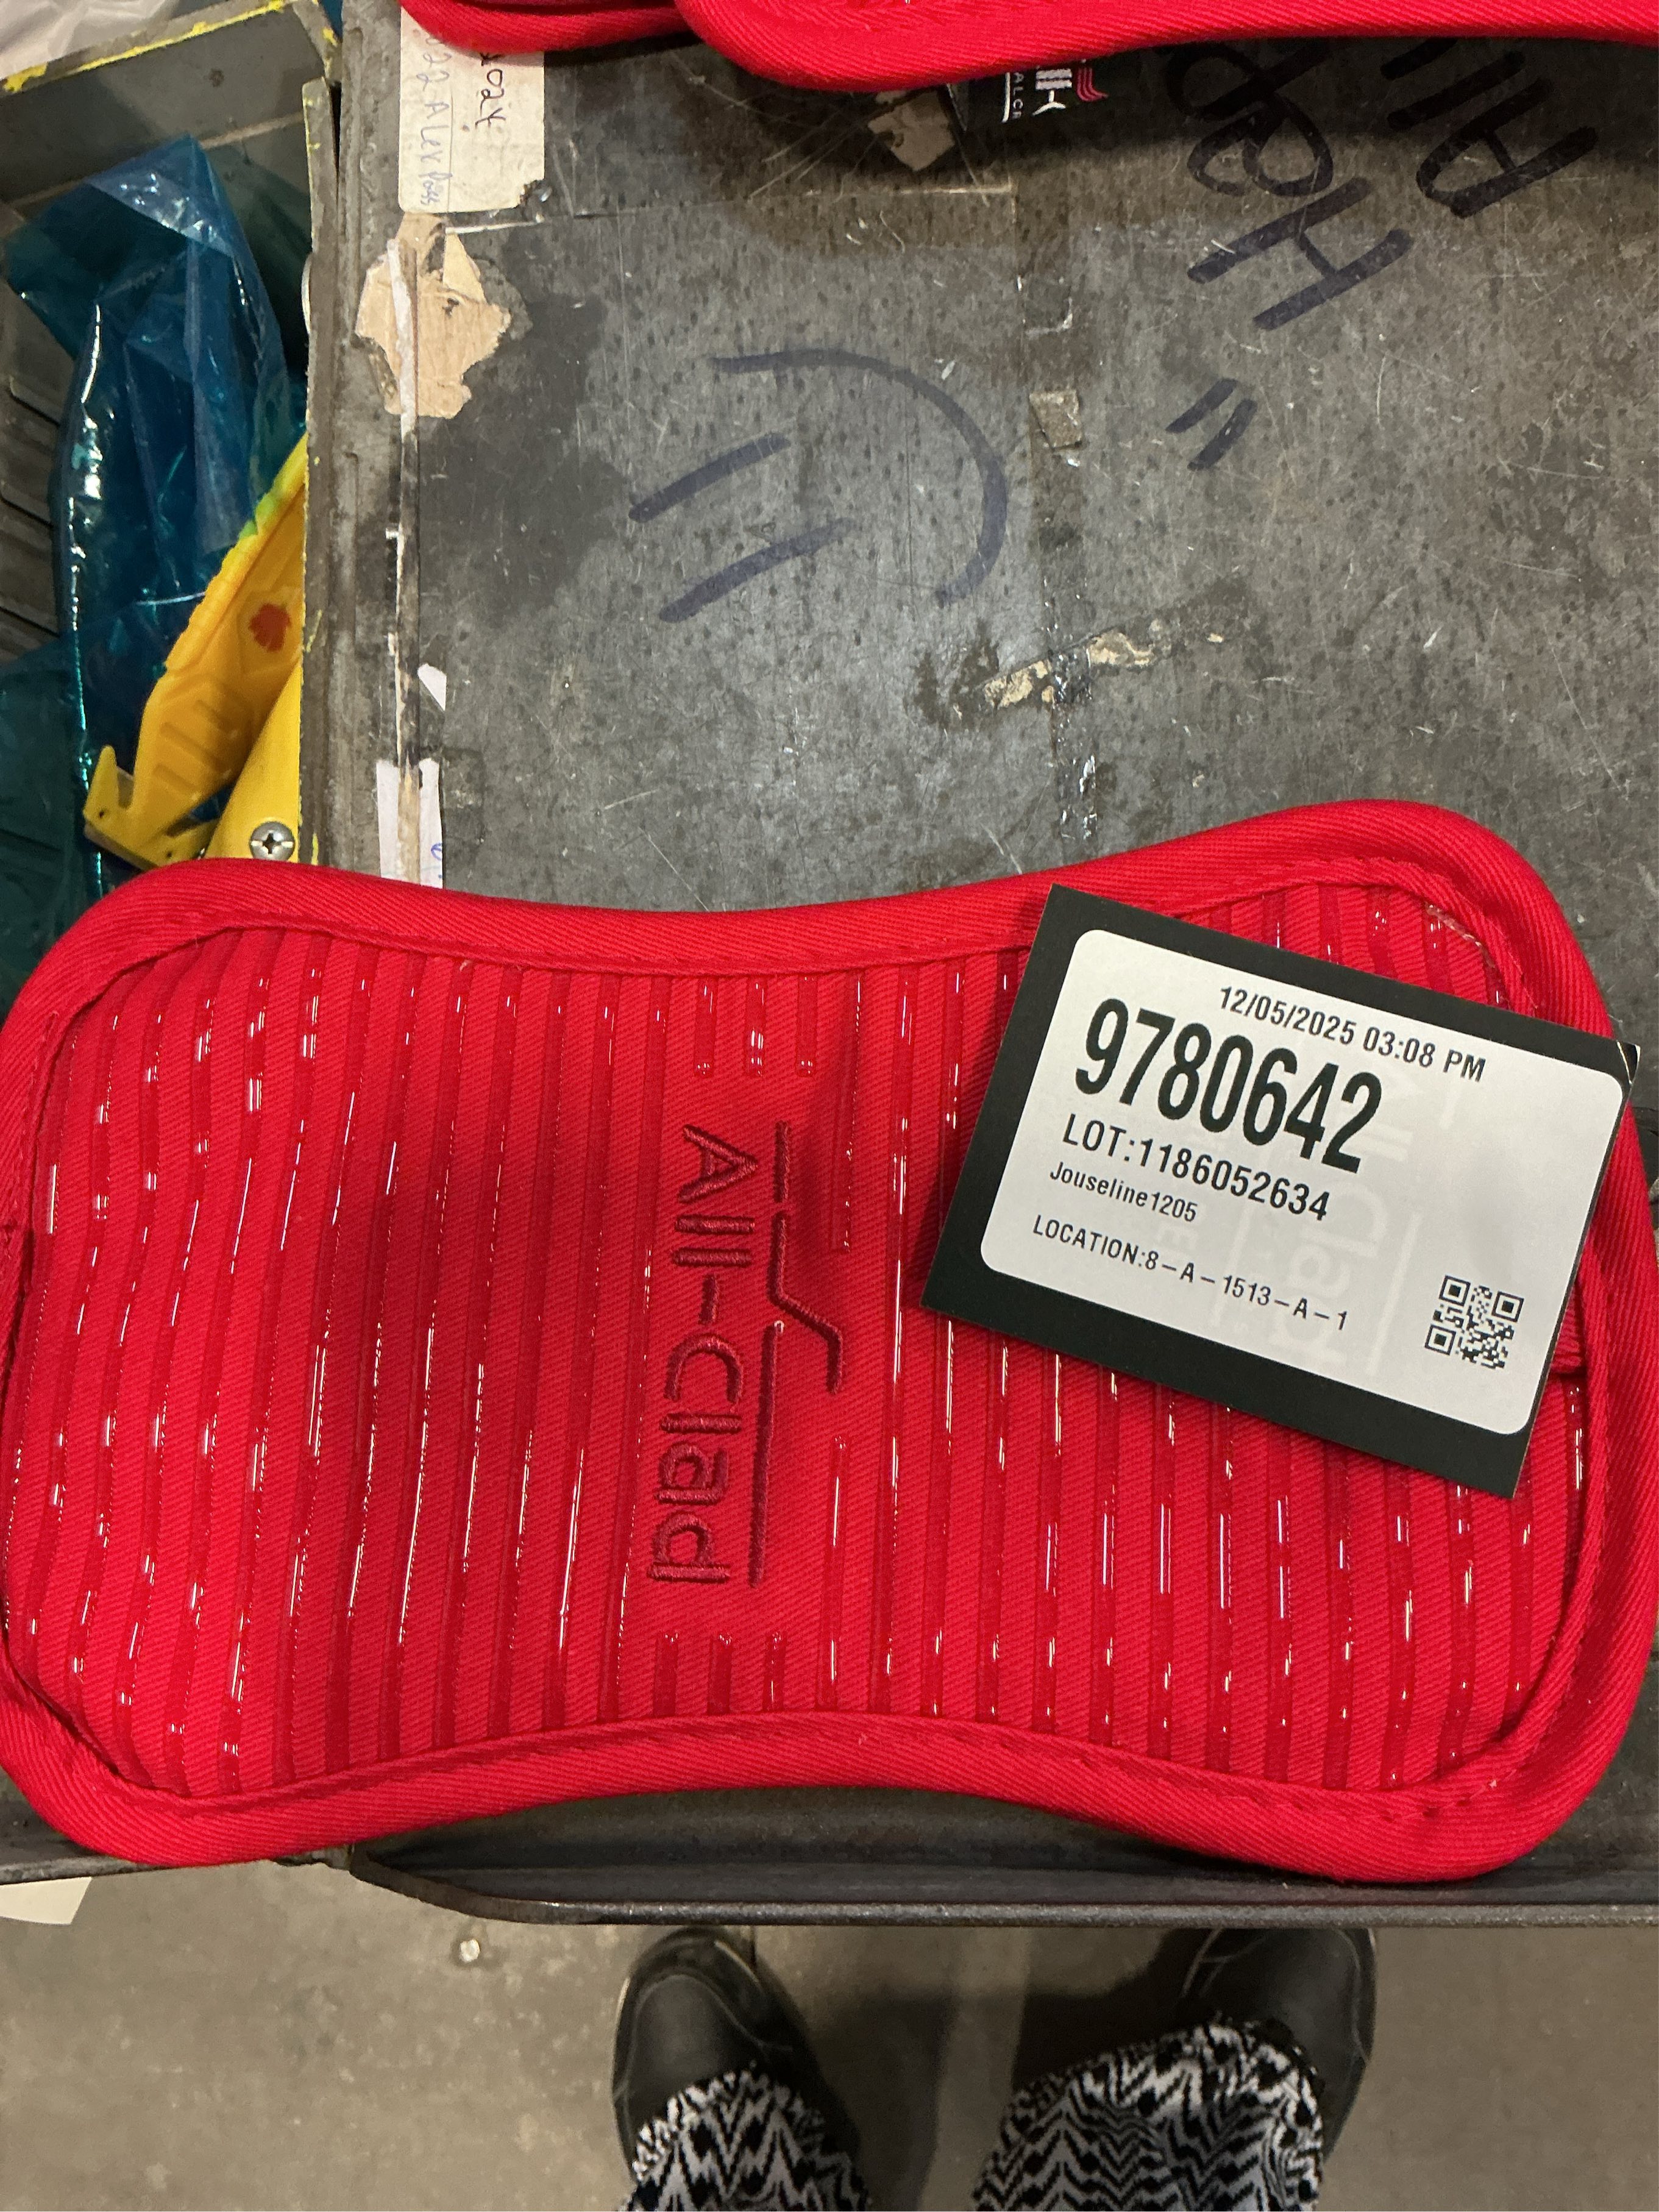 12/05/2025 03:08 PM
9780642
LOT:1186052634
Jouseline1205
LOCATION:8-A-1513-A-1
All-Clad